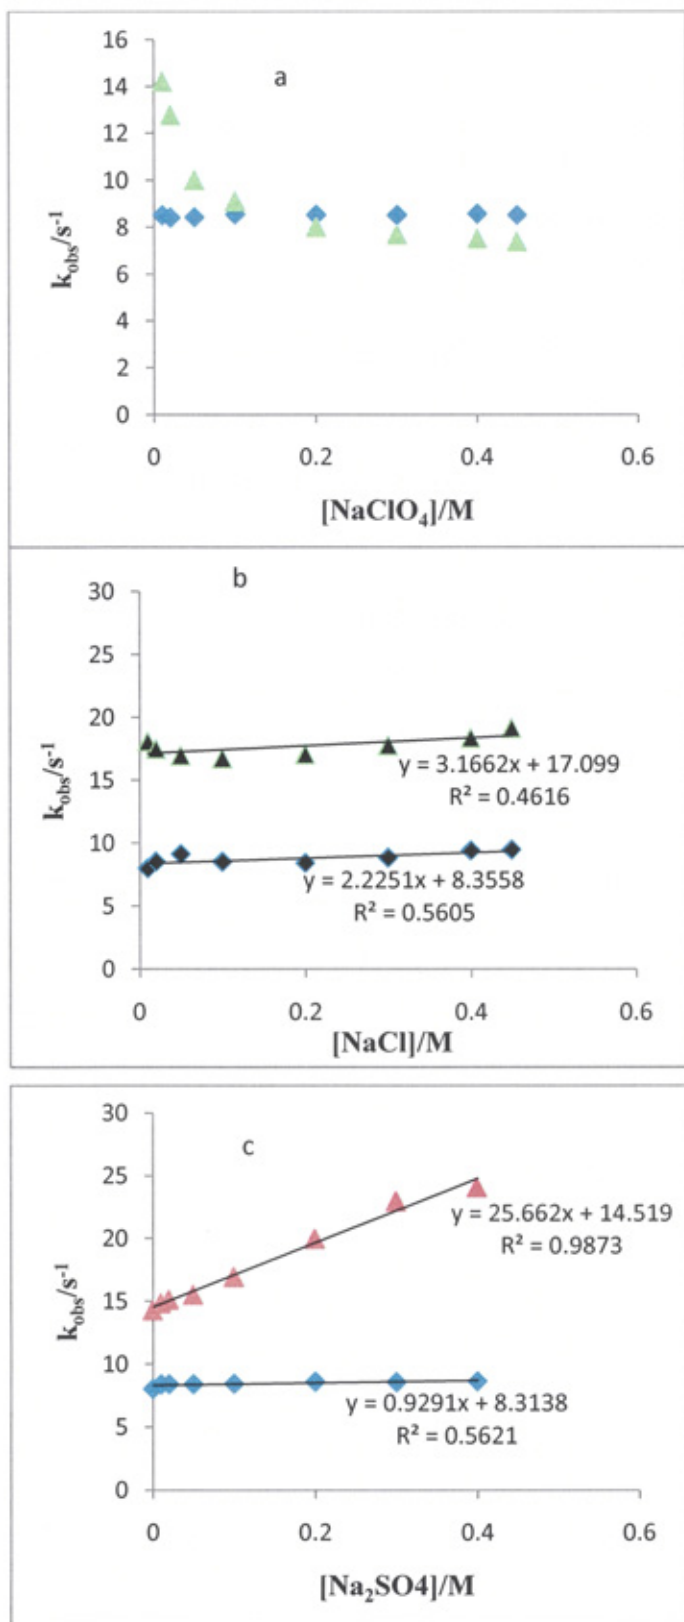 a
16
14
12
10
8
6
4
2
0
k_obs/s⁻¹
0 0.2 0.4 0.6
[NaClO₄]/M
b
30
25
20
15
10
5
0
k_obs/s⁻¹
y = 3.1662x + 17.099
R² = 0.4616
y = 2.2251x + 8.3558
R² = 0.5605
0 0.2 0.4 0.6
[NaCl]/M
c
30
25
20
15
10
5
0
k_obs/s⁻¹
y = 25.662x + 14.519
R² = 0.9873
y = 0.9291x + 8.3138
R² = 0.5621
0 0.2 0.4 0.6
[Na₂SO4]/M